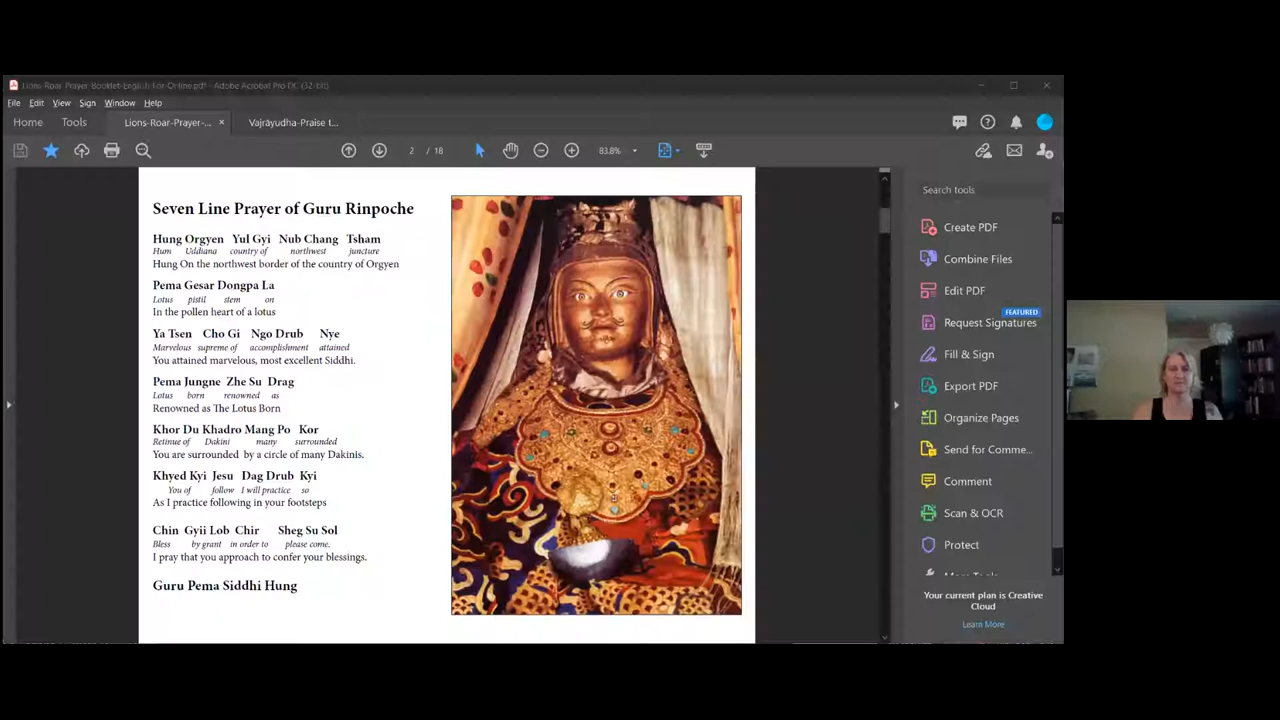 Lions-Roar-Prayer-Booklet-English-For-Online.pdf - Adobe Acrobat Pro DC (32-bit)
File Edit View Sign Window Help
Home Tools Lions-Roar-Prayer-... × Vajrāyudha-Praise t...
2 / 18 83.8%
Seven Line Prayer of Guru Rinpoche
Hung Orgyen Yul Gyi Nub Chang Tsham
Hum Uddiana country of northwest juncture
Hung On the northwest border of the country of Orgyen
Pema Gesar Dongpa La
Lotus pistil stem on
In the pollen heart of a lotus
Ya Tsen Cho Gi Ngo Drub Nye
Marvelous supreme of accomplishment attained
You attained marvelous, most excellent Siddhi.
Pema Jungne Zhe Su Drag
Lotus born renowned as
Renowned as The Lotus Born
Khor Du Khadro Mang Po Kor
Retinue of Dakini many surrounded
You are surrounded by a circle of many Dakinis.
Khyed Kyi Jesu Dag Drub Kyi
You of follow I will practice so
As I practice following in your footsteps
Chin Gyii Lob Chir Sheg Su Sol
Bless by grant in order to please come.
I pray that you approach to confer your blessings.
Guru Pema Siddhi Hung
Search tools
Create PDF
Combine Files
Edit PDF
FEATURED
Request Signatures
Fill & Sign
Export PDF
Organize Pages
Send for Comme...
Comment
Scan & OCR
Protect
More Tools
Your current plan is Creative
Cloud
Learn More